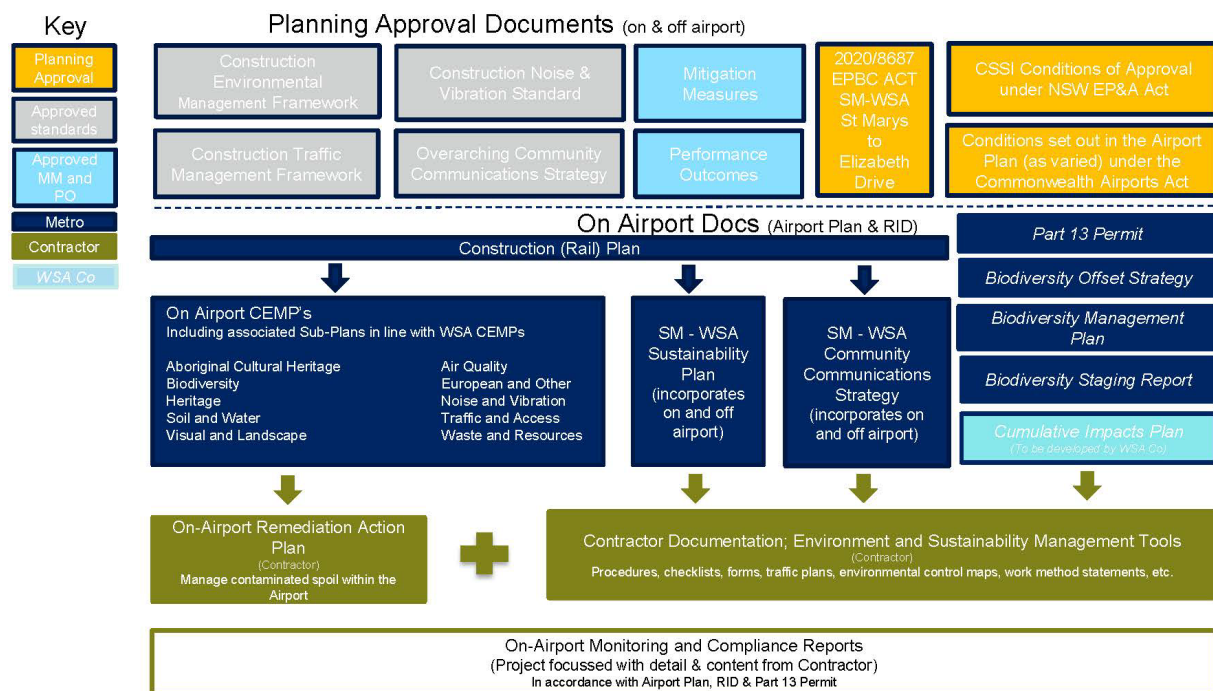 Key
Planning
Approval
Approved
standards
Approved
MM and
PO
Metro
Contractor
WSA Co
Planning Approval Documents (on & off airport)
Construction
Environmental
Management Framework
Construction Noise &
Vibration Standard
Mitigation
Measures
2020/8687
EPBC ACT
SM-WSA
St Marys
to
Elizabeth
Drive
CSSI Conditions of Approval
under NSW EP&A Act
Construction Traffic
Management Framework
Overarching Community
Communications Strategy
Performance
Outcomes
Conditions set out in the Airport
Plan (as varied) under the
Commonwealth Airports Act
On Airport Docs (Airport Plan & RID)
Construction (Rail) Plan
Part 13 Permit
Biodiversity Offset Strategy
Biodiversity Management
Plan
Biodiversity Staging Report
Cumulative Impacts Plan
(To be developed by WSA Co)
On Airport CEMP's
Including associated Sub-Plans in line with WSA CEMPs
Aboriginal Cultural Heritage
Biodiversity
Heritage
Soil and Water
Visual and Landscape
Air Quality
European and Other
Noise and Vibration
Traffic and Access
Waste and Resources
SM - WSA
Sustainability
Plan
(incorporates
on and off
airport)
SM - WSA
Community
Communications
Strategy
(incorporates on
and off airport)
On-Airport Remediation Action
Plan
(Contractor)
Manage contaminated spoil within the
Airport
Contractor Documentation; Environment and Sustainability Management Tools
(Contractor)
Procedures, checklists, forms, traffic plans, environmental control maps, work method statements, etc.
On-Airport Monitoring and Compliance Reports
(Project focussed with detail & content from Contractor)
In accordance with Airport Plan, RID & Part 13 Permit